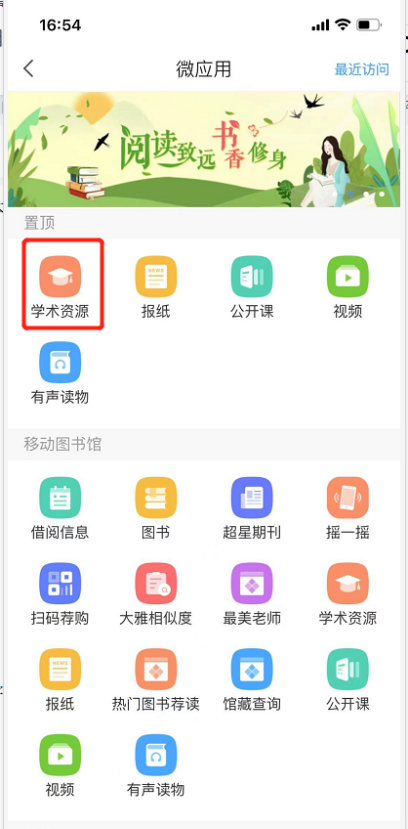 16:54
微应用
最近访问
阅读致远 书香修身
置顶
学术资源 报纸 公开课 视频
有声读物
移动图书馆
借阅信息 图书 超星期刊 摇一摇
扫码荐购 大雅相似度 最美老师 学术资源
报纸 热门图书荐读 馆藏查询 公开课
视频 有声读物